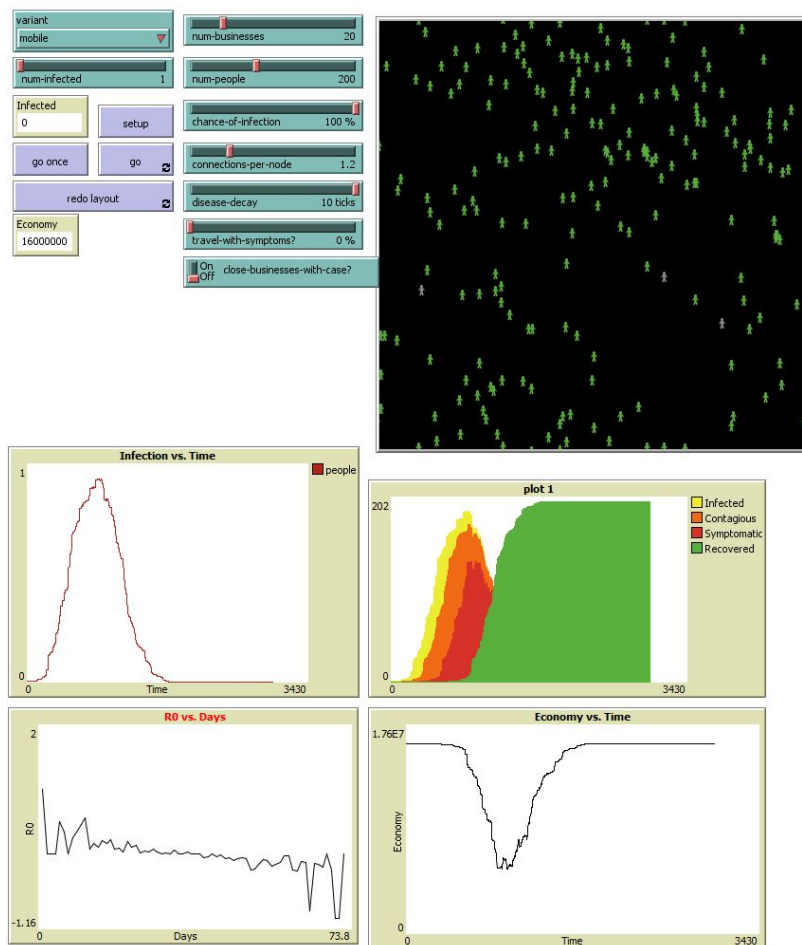 variant
mobile
num-businesses 20
num-infected 1
num-people 200
Infected
0
setup
chance-of-infection 100 %
go once
go
connections-per-node 1.2
redo layout
disease-decay 10 ticks
Economy
16000000
travel-with-symptoms? 0 %
On
Off
close-businesses-with-case?
Infection vs. Time
1
people
0
0
Time
3430
plot 1
202
Infected
Contagious
Symptomatic
Recovered
0
0
3430
R0 vs. Days
2
R0
-1.16
0
Days
73.8
Economy vs. Time
1.76E7
Economy
0
0
Time
3430